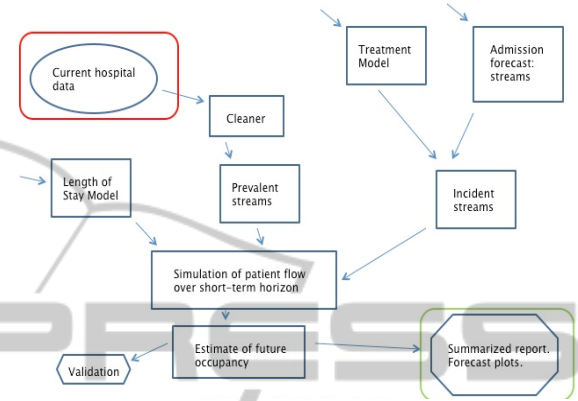 Current hospital
data
Treatment
Model
Admission
forecast:
streams
Cleaner
Length of
Stay Model
Prevalent
streams
Incident
streams
Simulation of patient flow
over short-term horizon
Estimate of future
occupancy
Validation
Summarized report.
Forecast plots.
PRESS